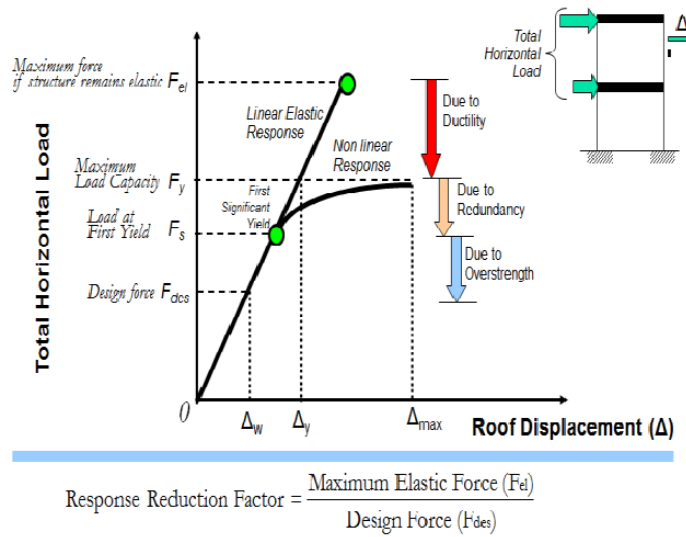 Maximum force
if structure remains elastic Fel
Linear Elastic
Response
Non linear
Response
Maximum
Load Capacity Fy
First
Significant
Yield
Load at
First Yield Fs
Design force Fdes
Total Horizontal Load
0
Δw
Δy
Δmax
Roof Displacement (Δ)
Due to
Ductility
Due to
Redundancy
Due to
Overstrength
Total
Horizontal
Load
Δ
Response Reduction Factor = Maximum Elastic Force (Fel)
Design Force (Fdes)